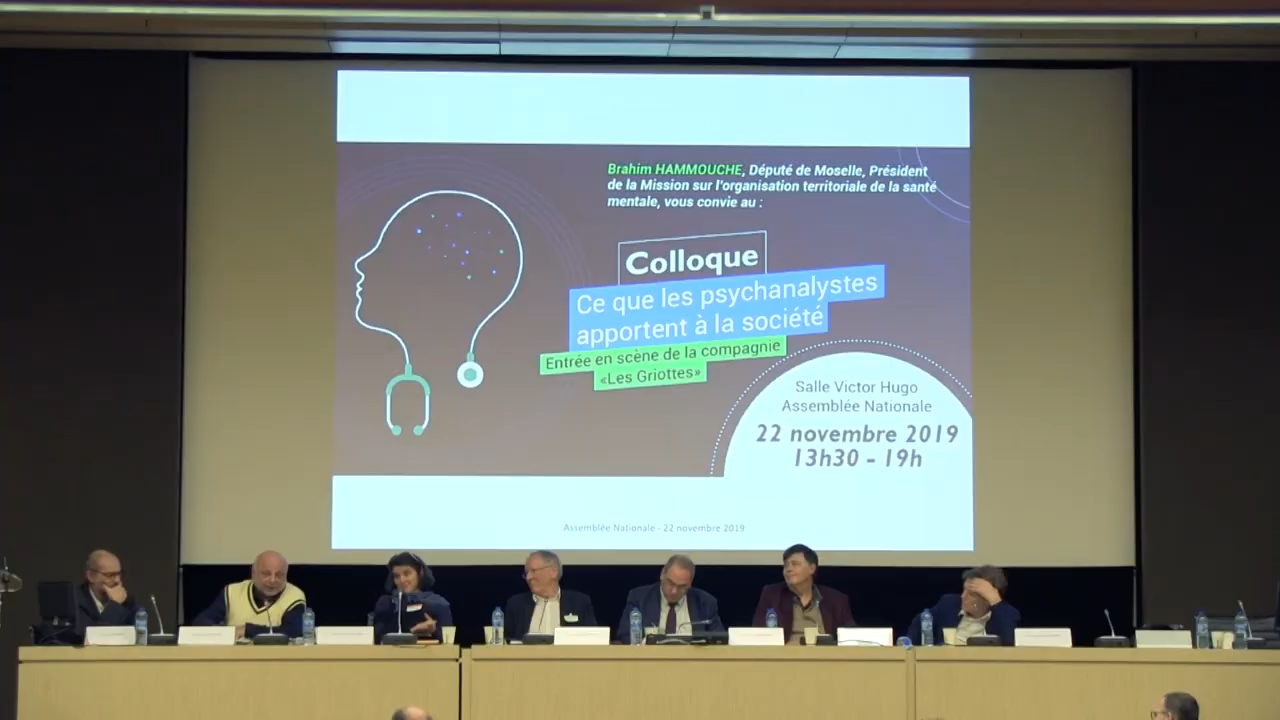 Brahim HAMMOUCHE, Député de Moselle, Président
de la Mission sur l'organisation territoriale de la santé
mentale, vous convie au :
Colloque
Ce que les psychanalystes
apportent à la société
Entrée en scène de la compagnie
«Les Griottes»
Salle Victor Hugo
Assemblée Nationale
22 novembre 2019
13h30 - 19h
Assemblée Nationale - 22 novembre 2019